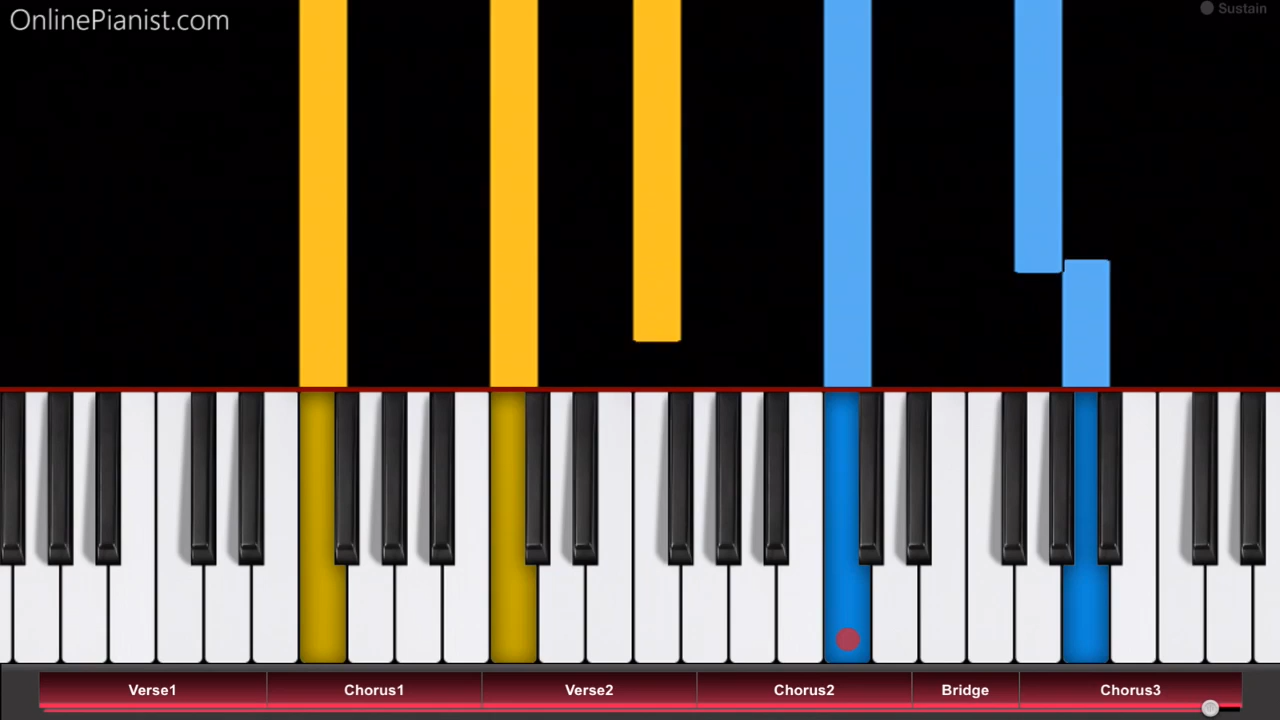 OnlinePianist.com
Sustain
Verse1
Chorus1
Verse2
Chorus2
Bridge
Chorus3